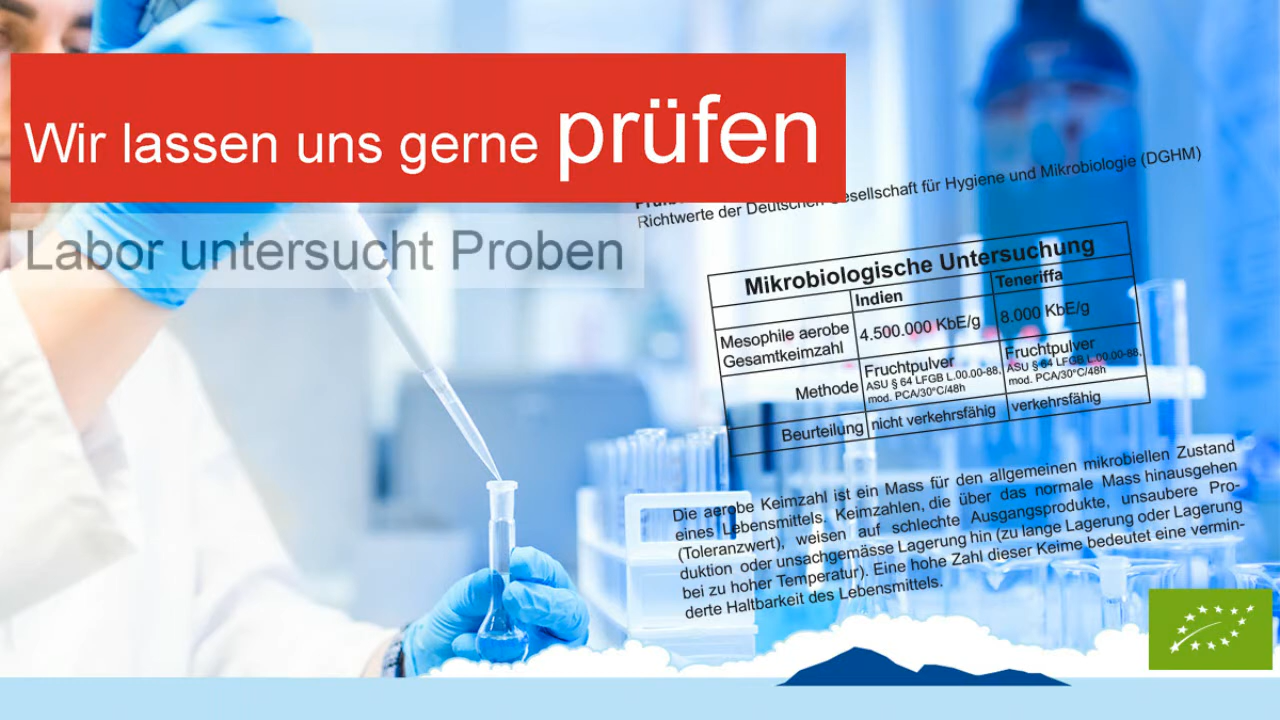 Wir lassen uns gerne prüfen
Labor untersucht Proben
Richtwerte der Deutschen Gesellschaft für Hygiene und Mikrobiologie (DGHM)
Mikrobiologische Untersuchung
Indien
Teneriffa
Mesophile aerobe
Gesamtkeimzahl
4.500.000 KbE/g
8.000 KbE/g
Methode
Fruchtpulver
ASU § 64 LFGB L.00.00-88,
mod. PCA/30°C/48h
Fruchtpulver
ASU § 64 LFGB L.00.00-88,
mod. PCA/30°C/48h
Beurteilung
nicht verkehrsfähig
verkehrsfähig
Die aerobe Keimzahl ist ein Mass für den allgemeinen mikrobiellen Zustand
eines Lebensmittels. Keimzahlen, die über das normale Mass hinausgehen
(Toleranzwert), weisen auf schlechte Ausgangsprodukte, unsaubere Pro-
duktion oder unsachgemässe Lagerung hin (zu lange Lagerung oder Lagerung
bei zu hoher Temperatur). Eine hohe Zahl dieser Keime bedeutet eine vermin-
derte Haltbarkeit des Lebensmittels.